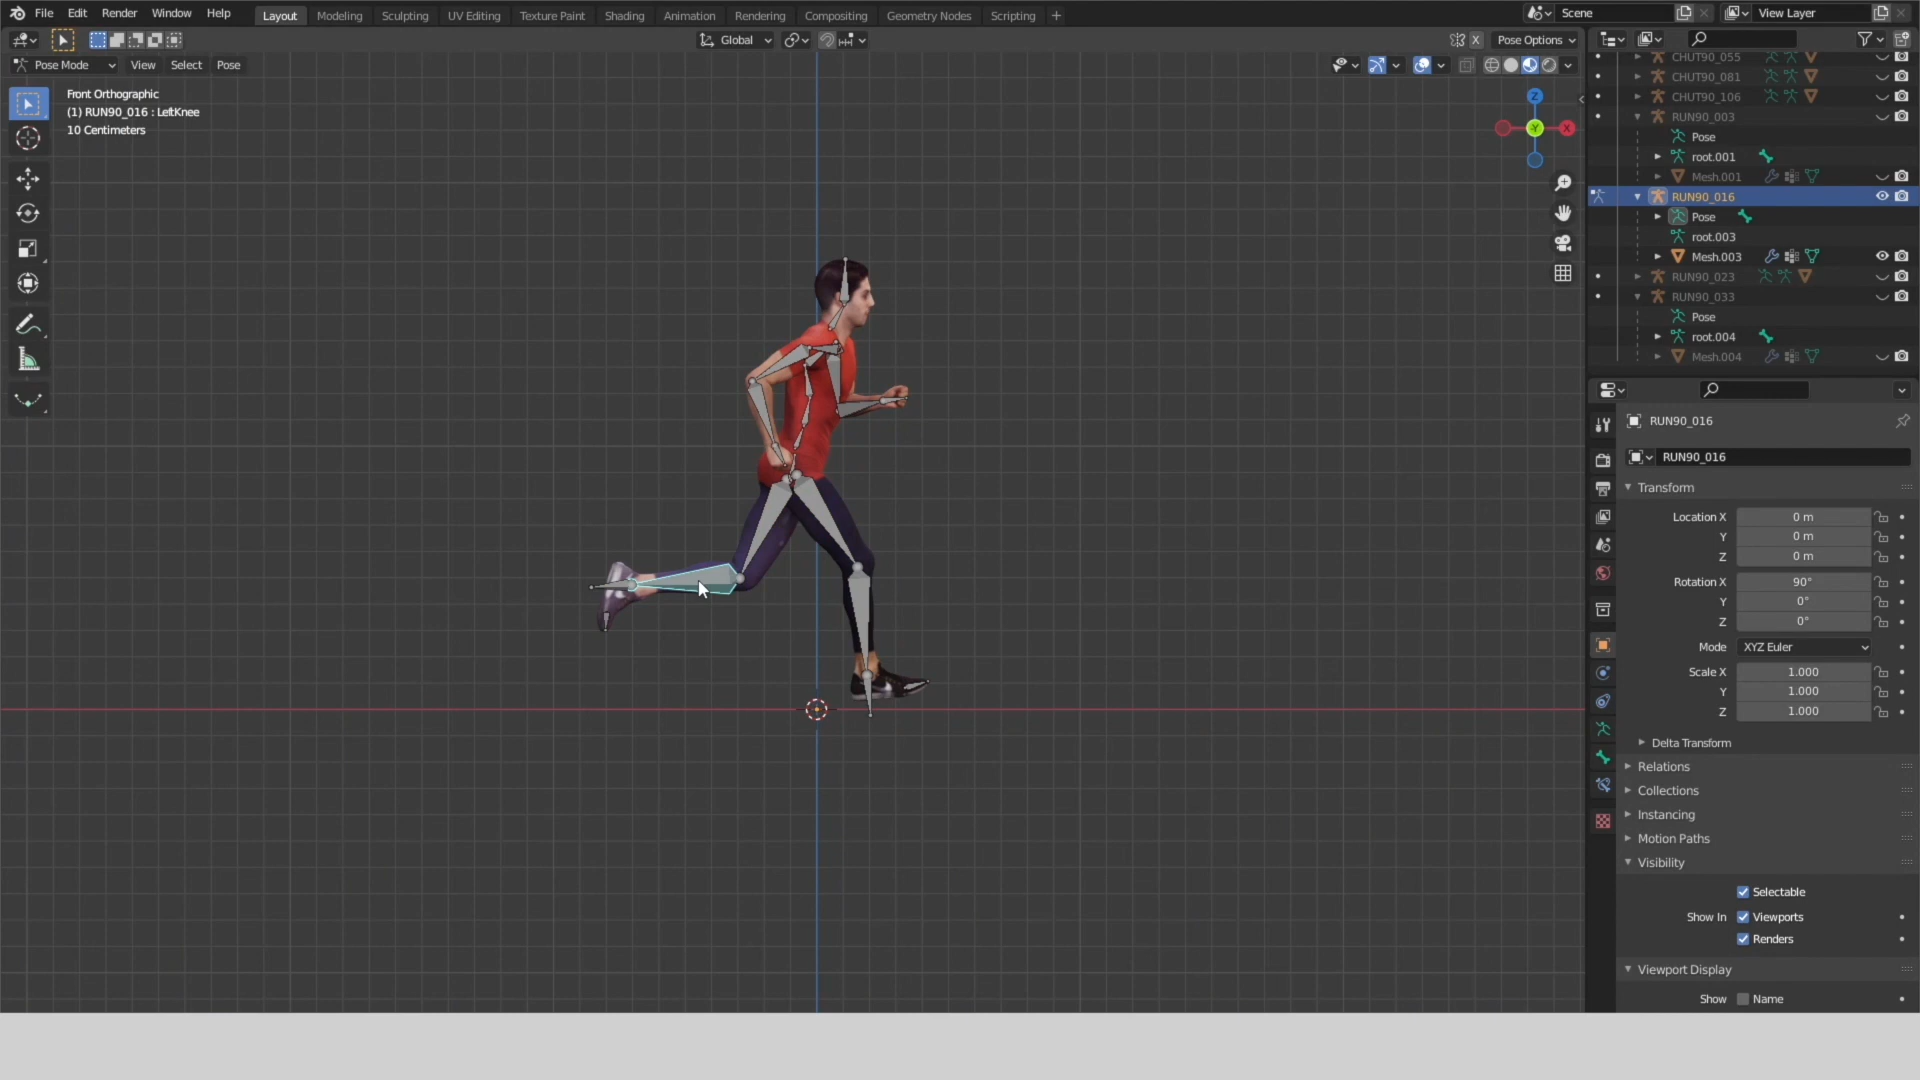 File Edit Render Window Help Layout Modeling Sculpting UV Editing Texture Paint Shading Animation Rendering Compositing Geometry Nodes Scripting + Scene View Layer
Global X Pose Options
Pose Mode View Select Pose
Front Orthographic
(1) RUN90_016 : LeftKnee
10 Centimeters
Z
Y X
CHUT90_055
CHUT90_081
CHUT90_106
RUN90_003
Pose
root.001
Mesh.001
RUN90_016
Pose
root.003
Mesh.003
RUN90_023
RUN90_033
Pose
root.004
Mesh.004
RUN90_016
RUN90_016
Transform
Location X 0 m
Y 0 m
Z 0 m
Rotation X 90°
Y 0°
Z 0°
Mode XYZ Euler
Scale X 1.000
Y 1.000
Z 1.000
Delta Transform
Relations
Collections
Instancing
Motion Paths
Visibility
Selectable
Show In Viewports
Renders
Viewport Display
Show Name